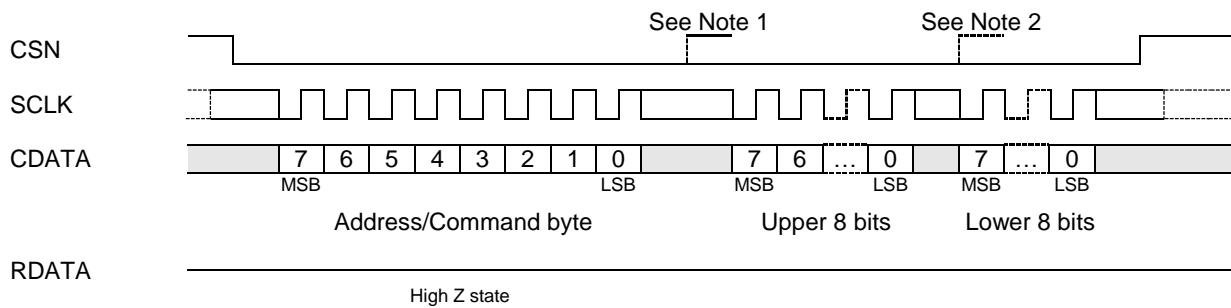 See Note 1 See Note 2
CSN
SCLK
CDATA 7 6 5 4 3 2 1 0 7 6 ... 0 7 ... 0
MSB LSB MSB LSB MSB LSB
Address/Command byte Upper 8 bits Lower 8 bits
RDATA
High Z state